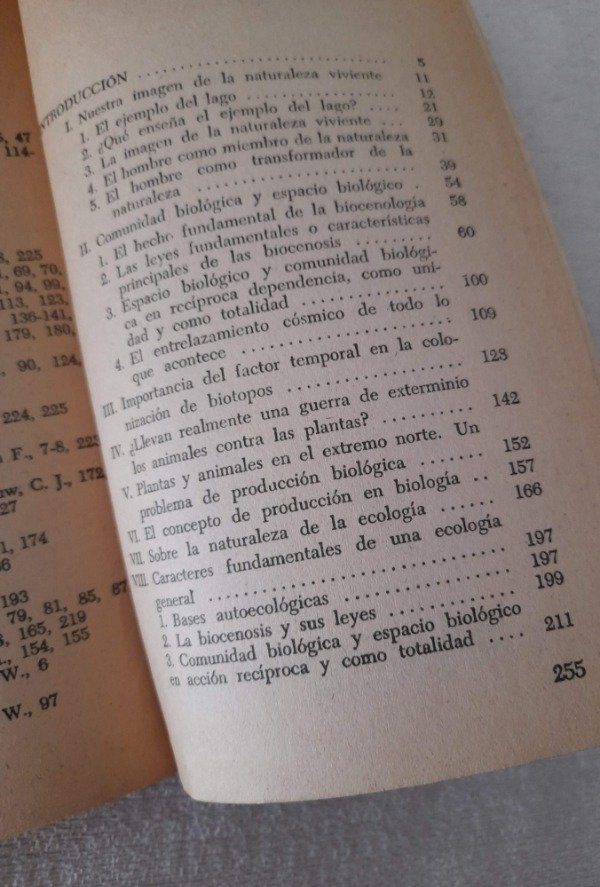 47
114-
225
69, 70,
94, 99,
113, 123,
136-141,
179, 180,
90, 124,
224, 225
F., 7-8, 225
C. J., 172
27
174
193
79, 81, 85, 87
165, 219
154, 155
W., 6
W., 97
INTRODUCCIÓN .............................. 5
I. Nuestra imagen de la naturaleza viviente 11
1. El ejemplo del lago .................. 12
2. ¿Qué enseña el ejemplo del lago? .... 21
3. La imagen de la naturaleza viviente ... 29
4. El hombre como miembro de la naturaleza 31
5. El hombre como transformador de la
naturaleza ........................ 39
II. Comunidad biológica y espacio biológico . 54
1. El hecho fundamental de la biocenología 58
2. Las leyes fundamentales o características
principales de las biocenosis ......... 60
3. Espacio biológico y comunidad biológi-
ca en recíproca dependencia, como uni-
dad y como totalidad ............... 100
4. El entrelazamiento cósmico de todo lo
que acontece ...................... 109
III. Importancia del factor temporal en la colo-
nización de biotopos .................. 123
IV. ¿Llevan realmente una guerra de exterminio
los animales contra las plantas? .......... 142
V. Plantas y animales en el extremo norte. Un
problema de producción biológica ....... 152
VI. El concepto de producción en biología .. 157
VII. Sobre la naturaleza de la ecología ...... 166
VIII. Caracteres fundamentales de una ecología
general ............................. 197
1. Bases autoecológicas ................ 197
2. La biocenosis y sus leyes ............ 199
3. Comunidad biológica y espacio biológico
en acción recíproca y como totalidad .... 211
255